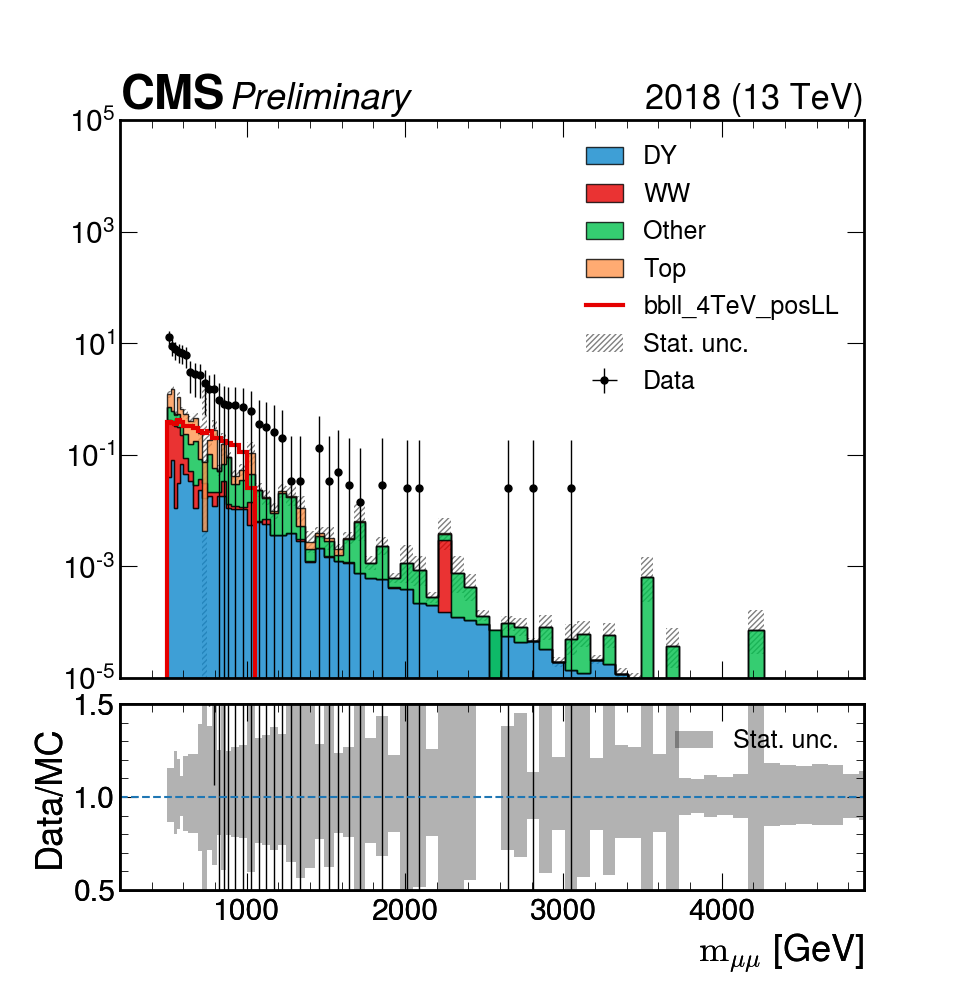 CMS Preliminary 2018 (13 TeV)
10^5
10^3
10^1
10^-1
10^-3
10^-5
DY
WW
Other
Top
bbll_4TeV_posLL
Stat. unc.
Data
Data/MC
1.5
1.0
0.5
Stat. unc.
1000 2000 3000 4000
m_μμ [GeV]